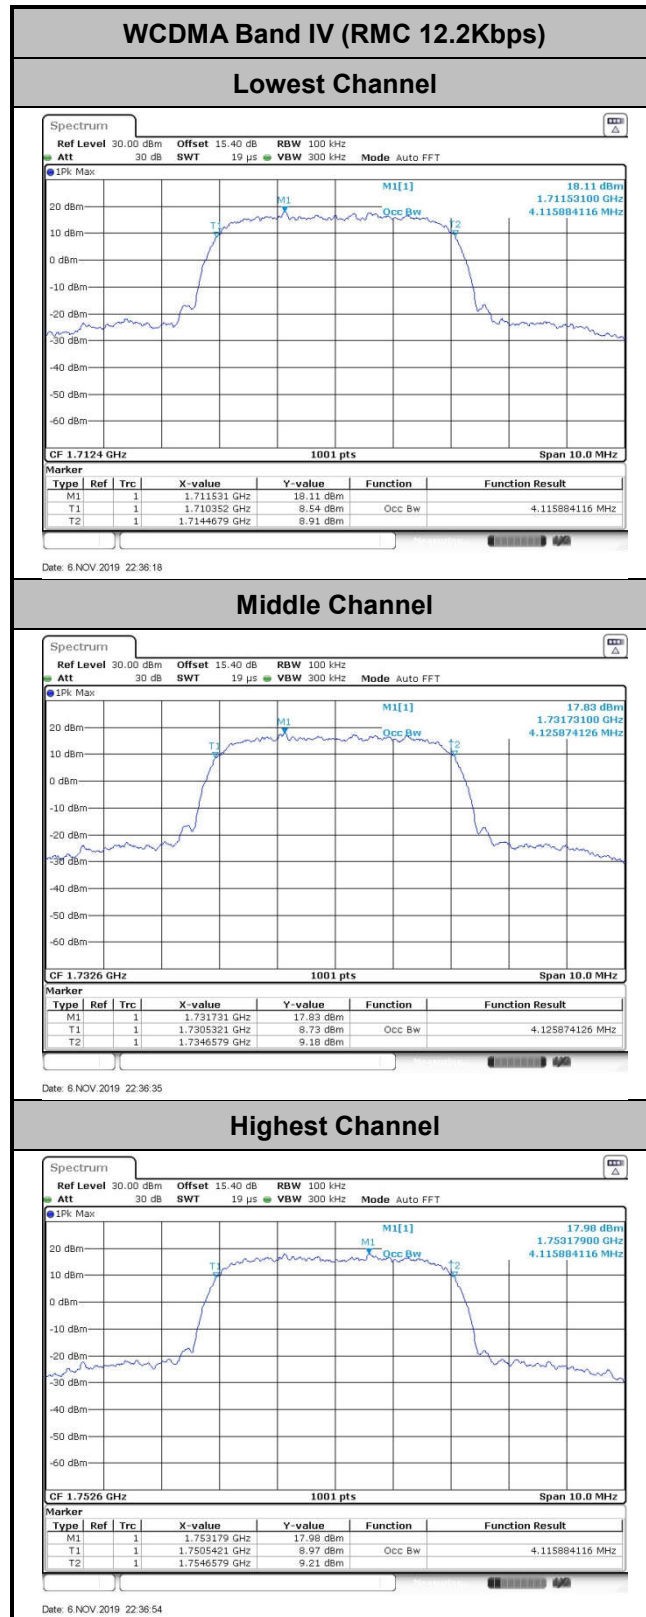 WCDMA Band IV (RMC 12.2Kbps)
Lowest Channel
Spectrum
Ref Level 30.00 dBm Offset 15.40 dB RBW 100 kHz
Att 30 dB SWT 19 µs VBW 300 kHz Mode Auto FFT
1Pk Max
M1[1] 18.11 dBm
1.71153100 GHz
Occ Bw 4.115884116 MHz
M1
T1
T2
20 dBm
10 dBm
0 dBm
-10 dBm
-20 dBm
-30 dBm
-40 dBm
-50 dBm
-60 dBm
CF 1.7124 GHz 1001 pts Span 10.0 MHz
Marker
Type Ref Trc X-value Y-value Function Function Result
M1 1 1.711531 GHz 18.11 dBm
T1 1 1.710352 GHz 8.54 dBm Occ Bw 4.115884116 MHz
T2 1 1.7144679 GHz 8.91 dBm
Date: 6.NOV.2019 22:36:18
Middle Channel
Spectrum
Ref Level 30.00 dBm Offset 15.40 dB RBW 100 kHz
Att 30 dB SWT 19 µs VBW 300 kHz Mode Auto FFT
1Pk Max
M1[1] 17.83 dBm
1.73173100 GHz
Occ Bw 4.125874126 MHz
M1
T1
T2
20 dBm
10 dBm
0 dBm
-10 dBm
-20 dBm
-30 dBm
-40 dBm
-50 dBm
-60 dBm
CF 1.7326 GHz 1001 pts Span 10.0 MHz
Marker
Type Ref Trc X-value Y-value Function Function Result
M1 1 1.731731 GHz 17.83 dBm
T1 1 1.7305321 GHz 8.73 dBm Occ Bw 4.125874126 MHz
T2 1 1.7346579 GHz 9.18 dBm
Date: 6.NOV.2019 22:36:35
Highest Channel
Spectrum
Ref Level 30.00 dBm Offset 15.40 dB RBW 100 kHz
Att 30 dB SWT 19 µs VBW 300 kHz Mode Auto FFT
1Pk Max
M1[1] 17.98 dBm
1.75317900 GHz
Occ Bw 4.115884116 MHz
M1
T1
T2
20 dBm
10 dBm
0 dBm
-10 dBm
-20 dBm
-30 dBm
-40 dBm
-50 dBm
-60 dBm
CF 1.7526 GHz 1001 pts Span 10.0 MHz
Marker
Type Ref Trc X-value Y-value Function Function Result
M1 1 1.753179 GHz 17.98 dBm
T1 1 1.7505421 GHz 8.97 dBm Occ Bw 4.115884116 MHz
T2 1 1.7546579 GHz 9.21 dBm
Date: 6.NOV.2019 22:36:54